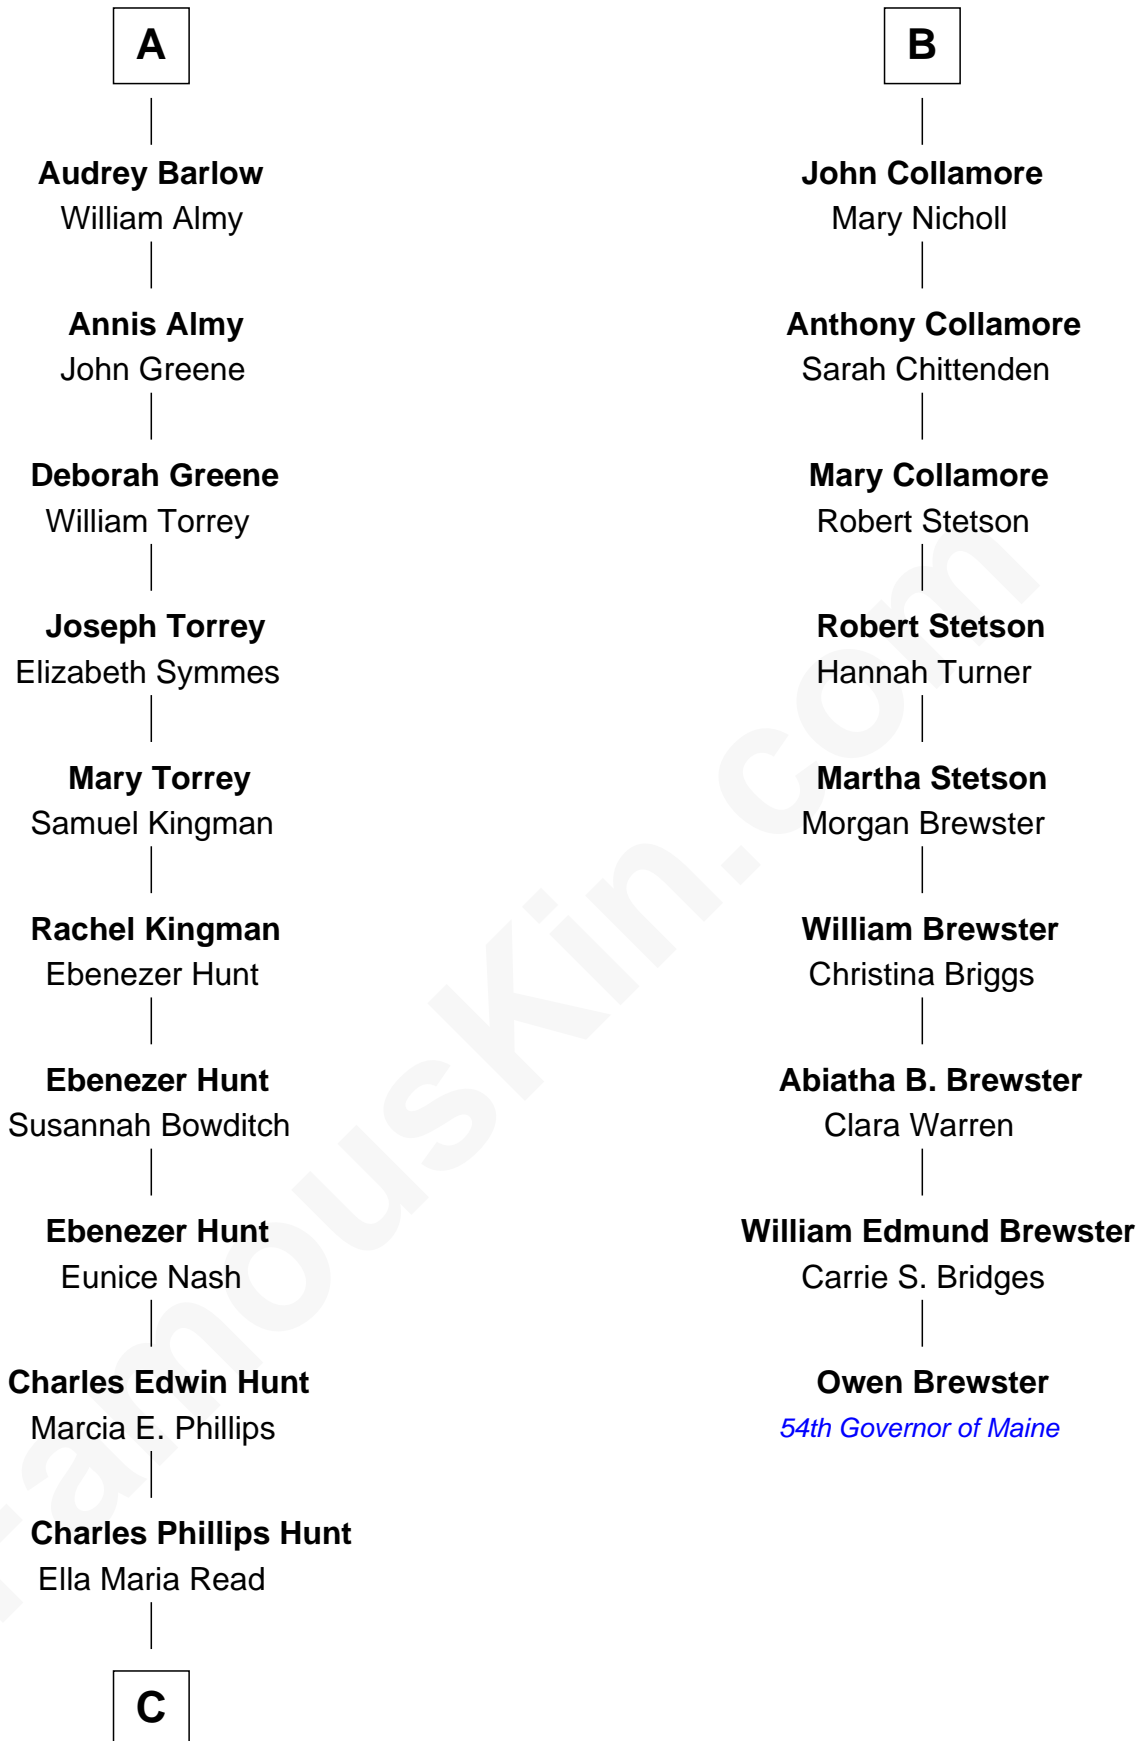 A
Audrey Barlow
William Almy
Annis Almy
John Greene
Deborah Greene
William Torrey
Joseph Torrey
Elizabeth Symmes
Mary Torrey
Samuel Kingman
Rachel Kingman
Ebenezer Hunt
Ebenezer Hunt
Susannah Bowditch
Ebenezer Hunt
Eunice Nash
Charles Edwin Hunt
Marcia E. Phillips
Charles Phillips Hunt
Ella Maria Read
C
B
John Collamore
Mary Nicholl
Anthony Collamore
Sarah Chittenden
Mary Collamore
Robert Stetson
Robert Stetson
Hannah Turner
Martha Stetson
Morgan Brewster
William Brewster
Christina Briggs
Abiatha B. Brewster
Clara Warren
William Edmund Brewster
Carrie S. Bridges
Owen Brewster
54th Governor of Maine
FamousKin.com